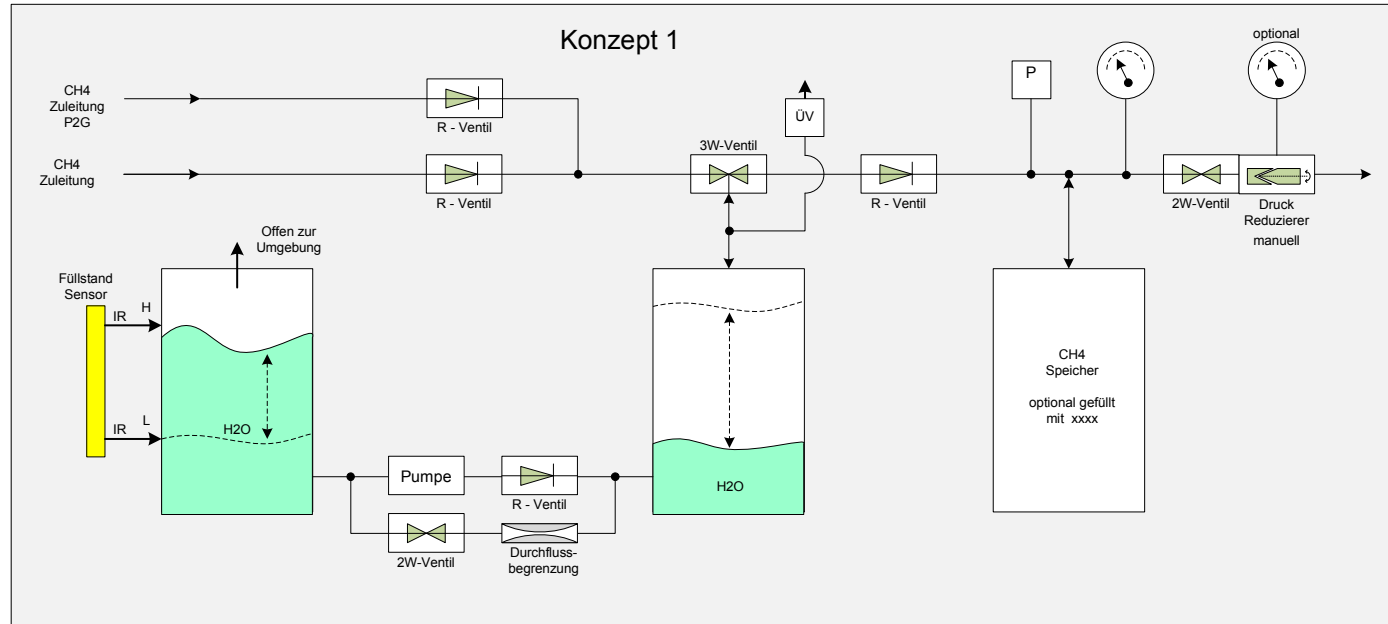 Konzept 1
CH4
Zuleitung
P2G
R - Ventil
CH4
Zuleitung
R - Ventil
3W-Ventil
ÜV
R - Ventil
P
optional
2W-Ventil
Druck
Reduzierer
manuell
Offen zur
Umgebung
Füllstand
Sensor
IR
H
IR
L
H2O
Pumpe
R - Ventil
2W-Ventil
Durchfluss-
begrenzung
H2O
CH4
Speicher
optional gefüllt
mit xxxx